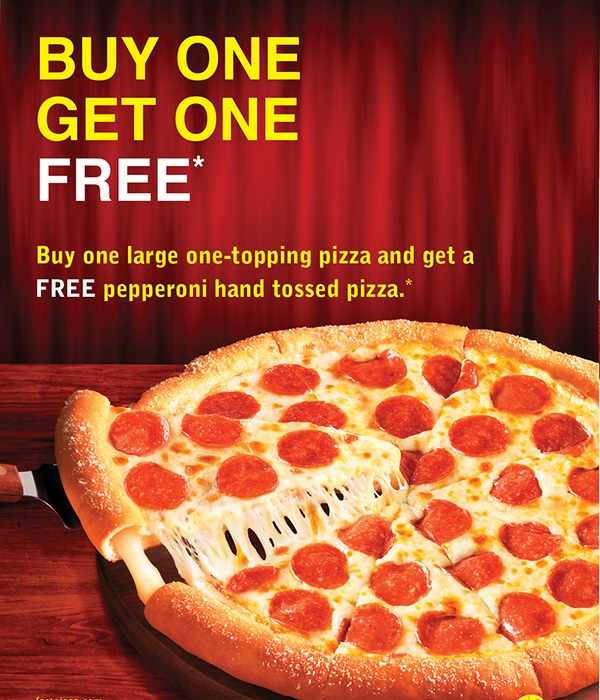 BUY ONE
GET ONE
FREE*
Buy one large one-topping pizza and get a
FREE pepperoni hand tossed pizza.*